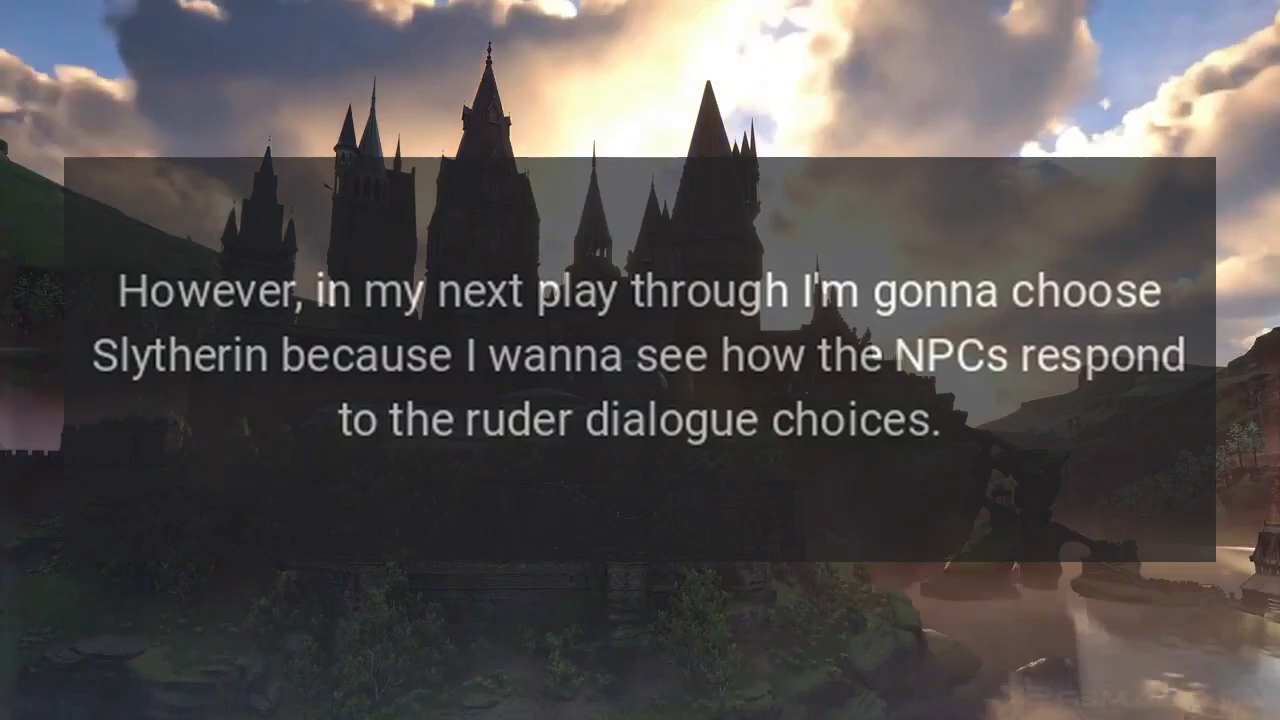 However, in my next play through I'm gonna choose
Slytherin because I wanna see how the NPCs respond
to the ruder dialogue choices.